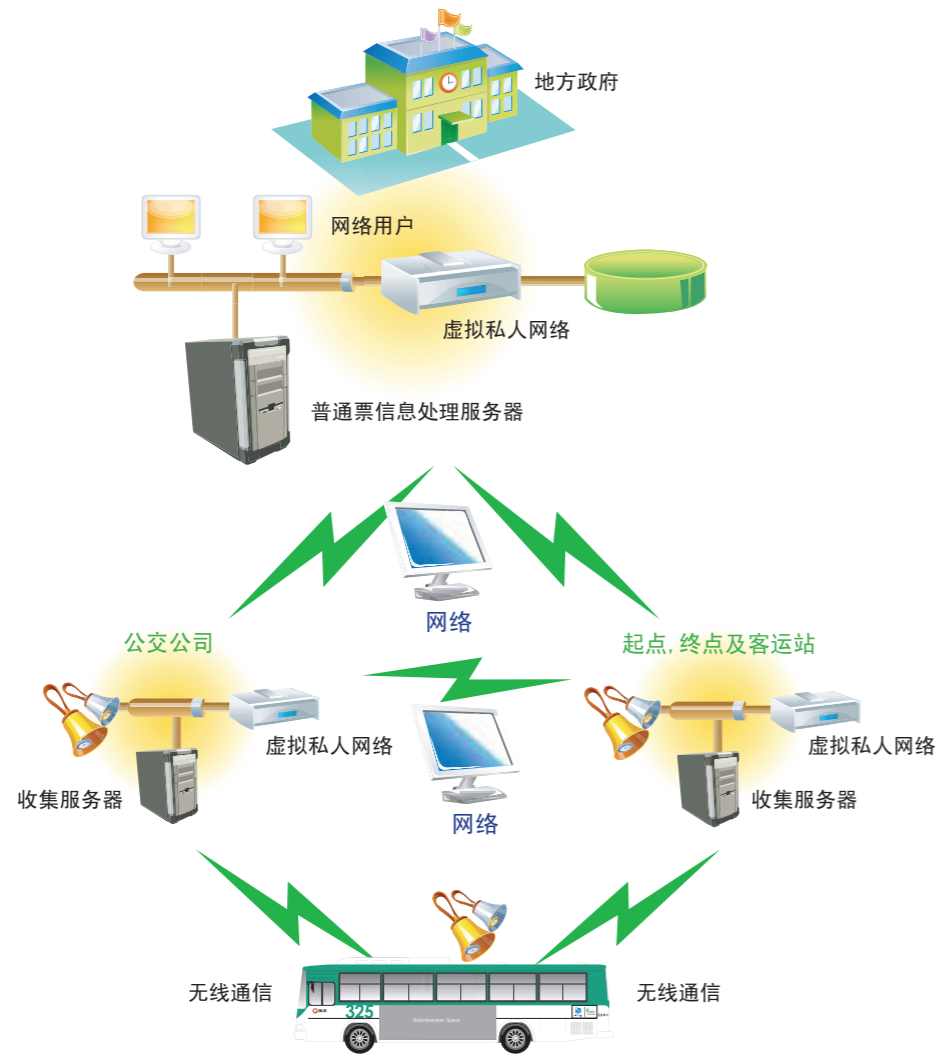 地方政府
网络用户
虚拟私人网络
普通票信息处理服务器
网络
公交公司
起点,终点及客运站
虚拟私人网络
虚拟私人网络
收集服务器
网络
收集服务器
无线通信
无线通信
BUS
325
Advertisement Space